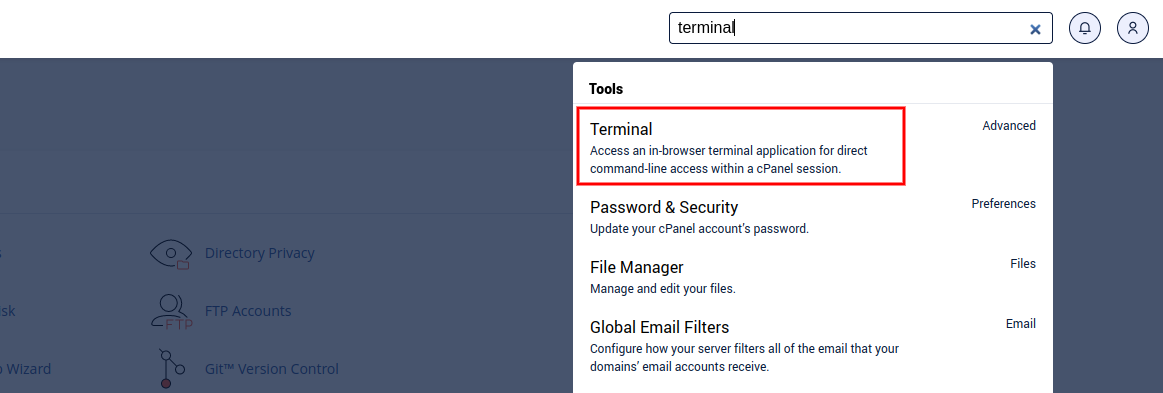 terminal
Tools
Terminal
Advanced
Access an in-browser terminal application for direct
command-line access within a cPanel session.
Password & Security
Preferences
Update your cPanel account's password.
File Manager
Files
Manage and edit your files.
Global Email Filters
Email
Configure how your server filters all of the email that your
domains' email accounts receive.
Directory Privacy
FTP
FTP Accounts
Wizard
Git™ Version Control